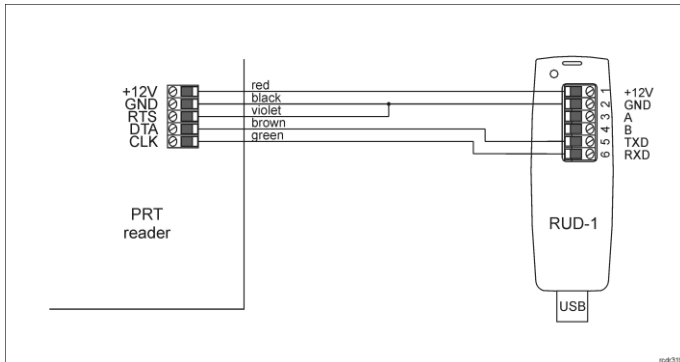 +12V
GND
RTS
DTA
CLK
red
black
violet
brown
green
PRT
reader
1
2
3
4
5
6
+12V
GND
A
B
TXD
RXD
RUD-1
USB